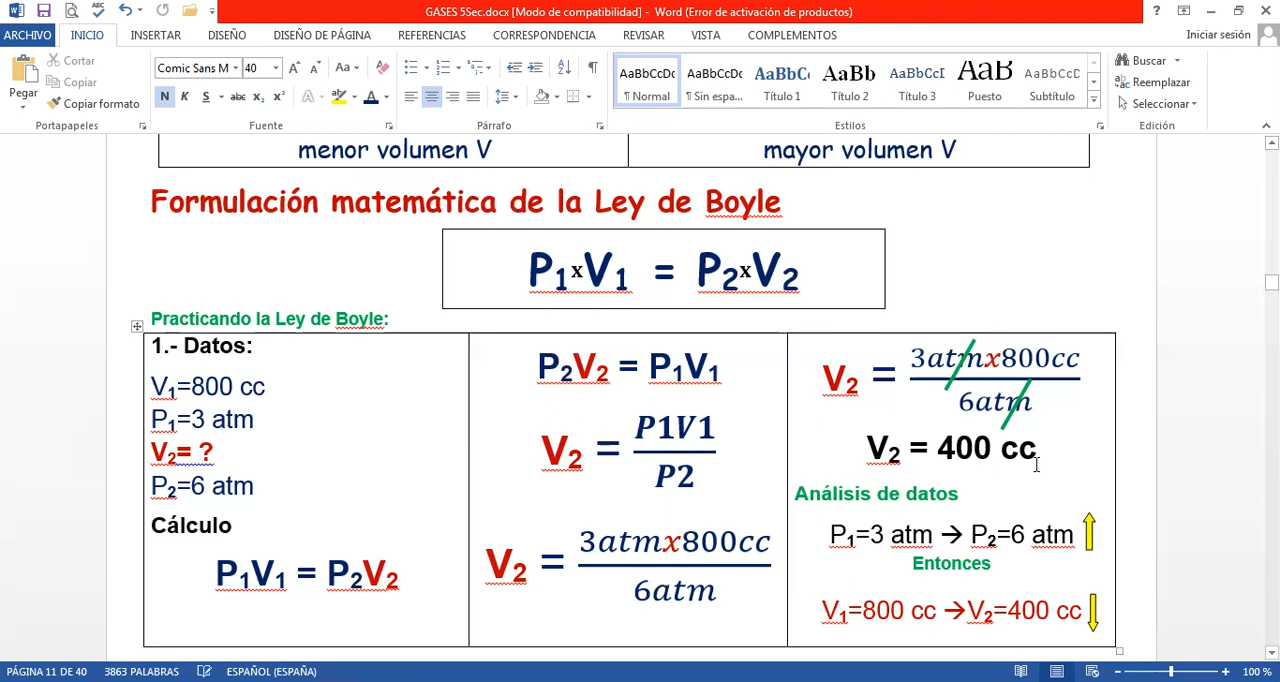 GASES 5Sec.docx [Modo de compatibilidad] - Word (Error de activación de productos)
ARCHIVO INICIO INSERTAR DISEÑO DISEÑO DE PÁGINA REFERENCIAS CORRESPONDENCIA REVISAR VISTA COMPLEMENTOS Iniciar sesión
Pegar
Cortar
Copiar
Copiar formato
Portapapeles
Comic Sans M 40
N K S abc x₂ x²
Fuente
Párrafo
AaBbCcDc AaBbCcDc AaBbC AaBb AaBbCcI AaB AaBbCcD
¶ Normal ¶ Sin espa... Título 1 Título 2 Título 3 Puesto Subtítulo
Estilos
Buscar
Reemplazar
Seleccionar
Edición
menor volumen V mayor volumen V
Formulación matemática de la Ley de Boyle
P₁xV₁ = P₂xV₂
Practicando la Ley de Boyle:
1.- Datos:
V₁=800 cc
P₁=3 atm
V₂= ?
P₂=6 atm
Cálculo
P₁V₁ = P₂V₂
P₂V₂ = P₁V₁
V₂ = P1V1
P2
V₂ = 3atmx800cc
6atm
V₂ = 3atmx800cc
6atm
V₂ = 400 cc
Análisis de datos
P₁=3 atm → P₂=6 atm
Entonces
V₁=800 cc →V₂=400 cc
PÁGINA 11 DE 40 3863 PALABRAS ESPAÑOL (ESPAÑA) 100 %